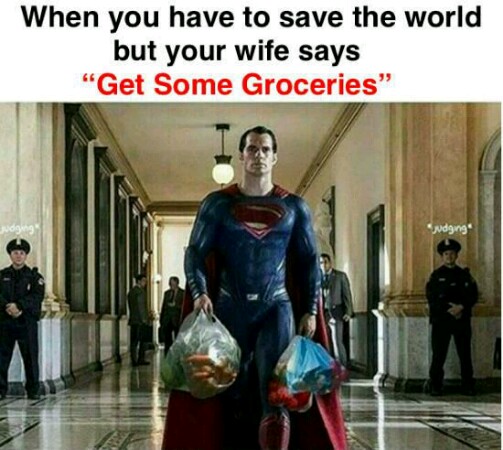 When you have to save the world
but your wife says
“Get Some Groceries”
judging*
*judging*